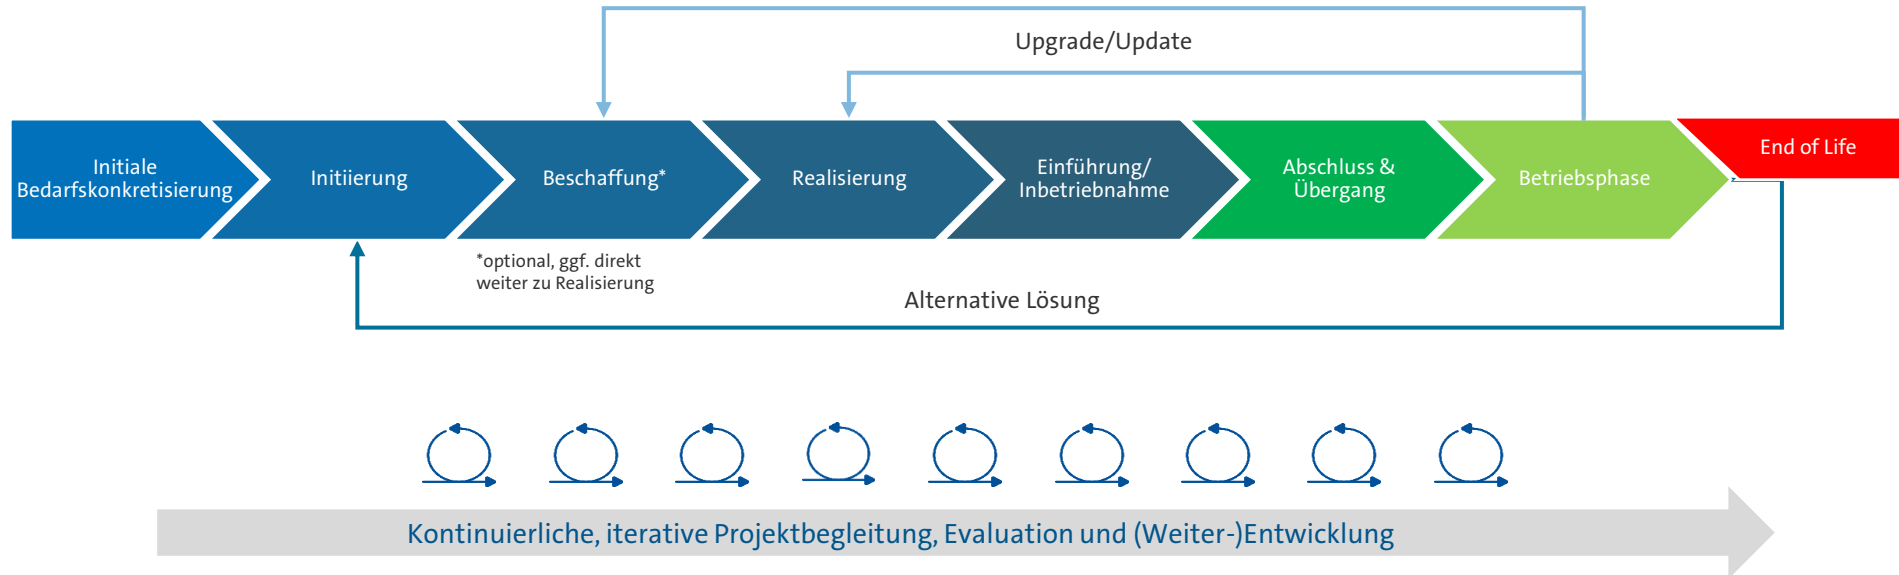 Upgrade/Update
Initiale
Bedarfskonkretisierung
Initiierung
Beschaffung*
Realisierung
Einführung/
Inbetriebnahme
Abschluss &
Übergang
Betriebsphase
End of Life
*optional, ggf. direkt
weiter zu Realisierung
Alternative Lösung
Kontinuierliche, iterative Projektbegleitung, Evaluation und (Weiter-)Entwicklung